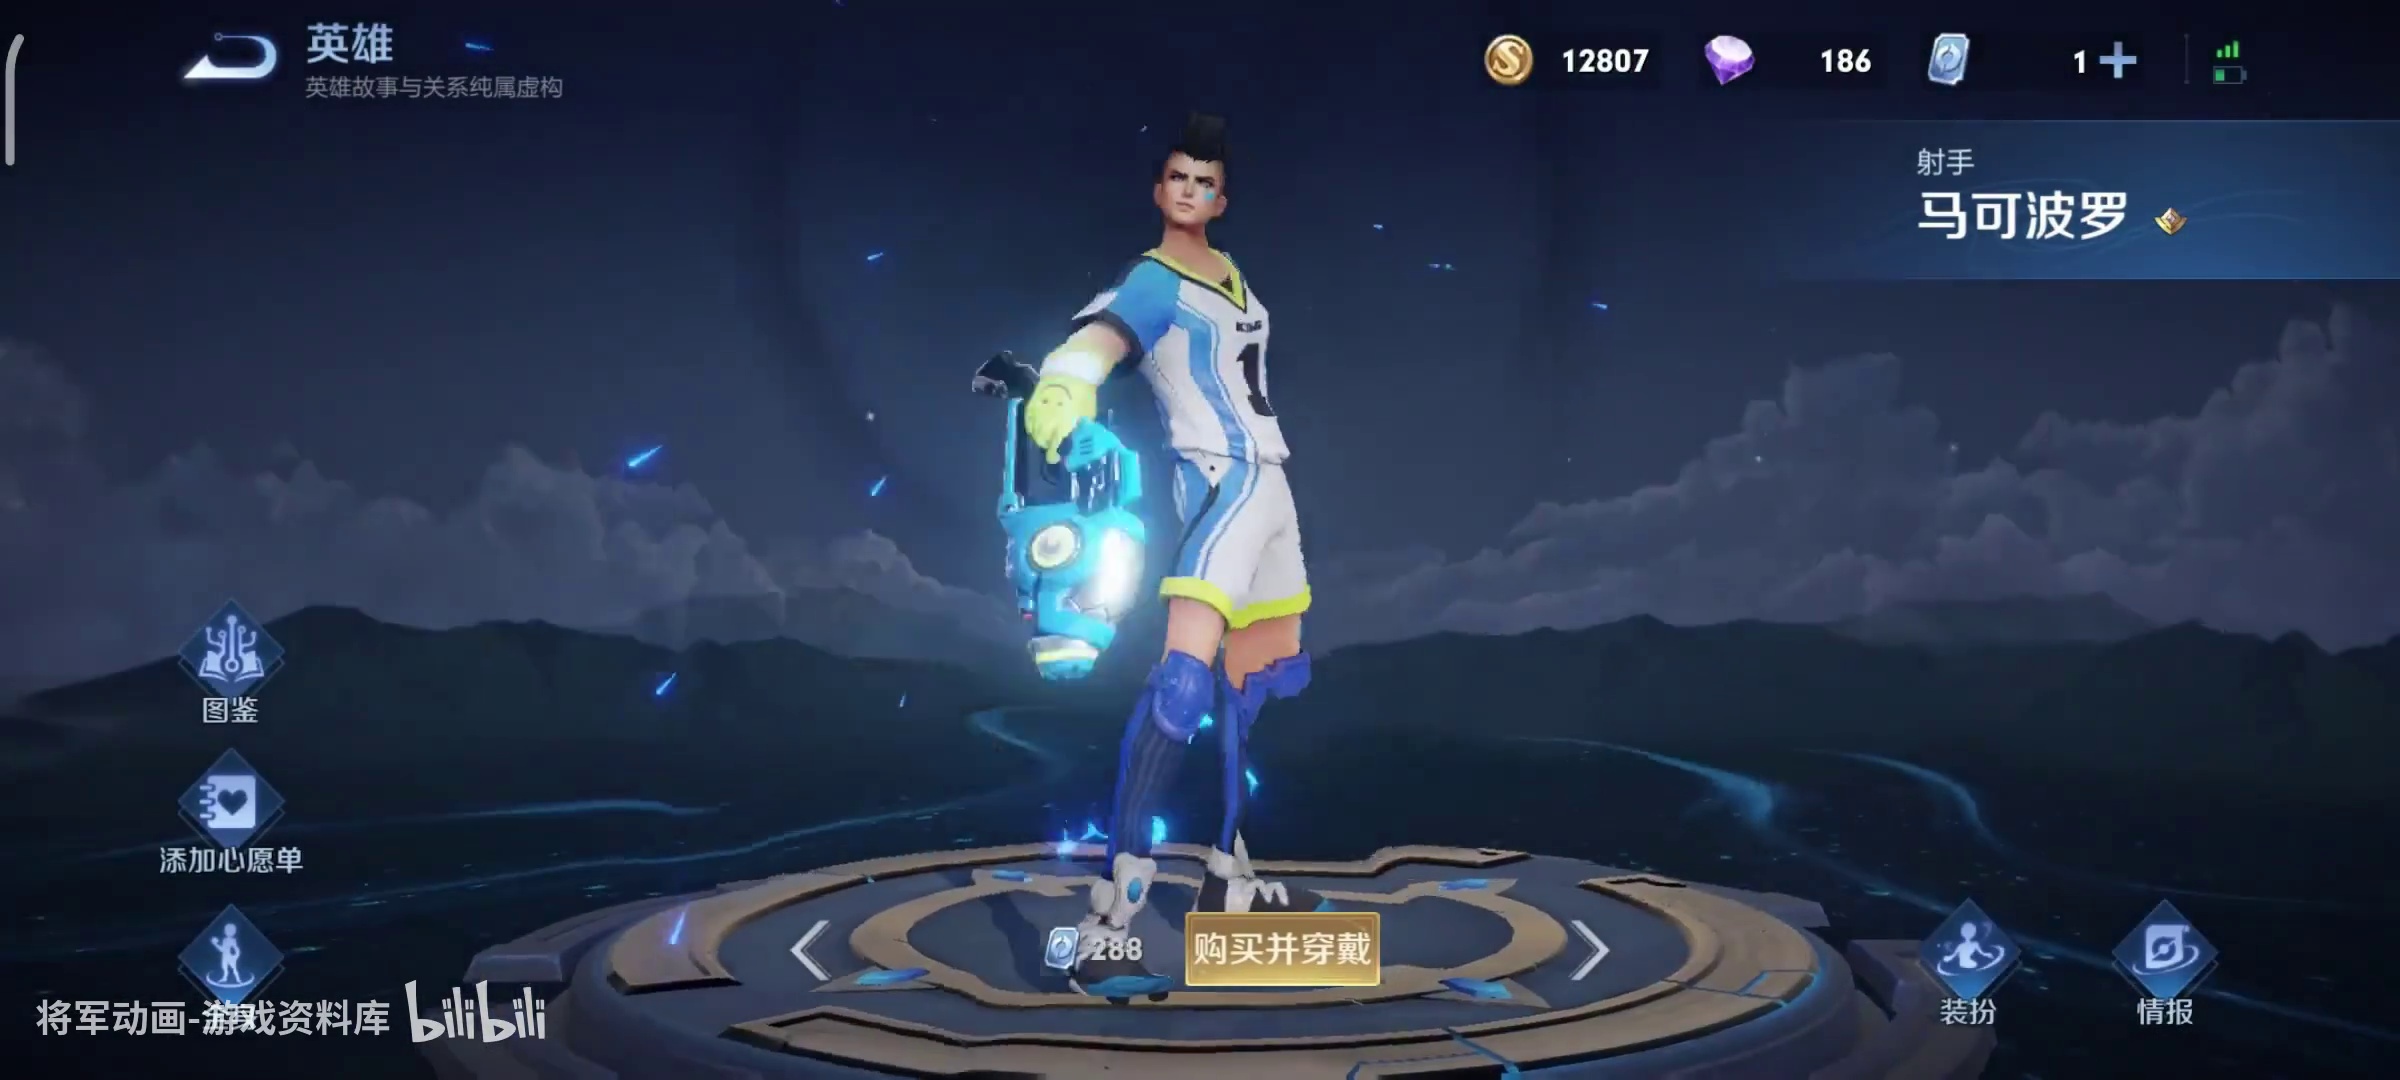 英雄
英雄故事与关系纯属虚构
12807
186
1
射手
马可波罗
KING
1
图鉴
添加心愿单
288
购买并穿戴
装扮
情报
将军动画-游戏资料库 bilibili